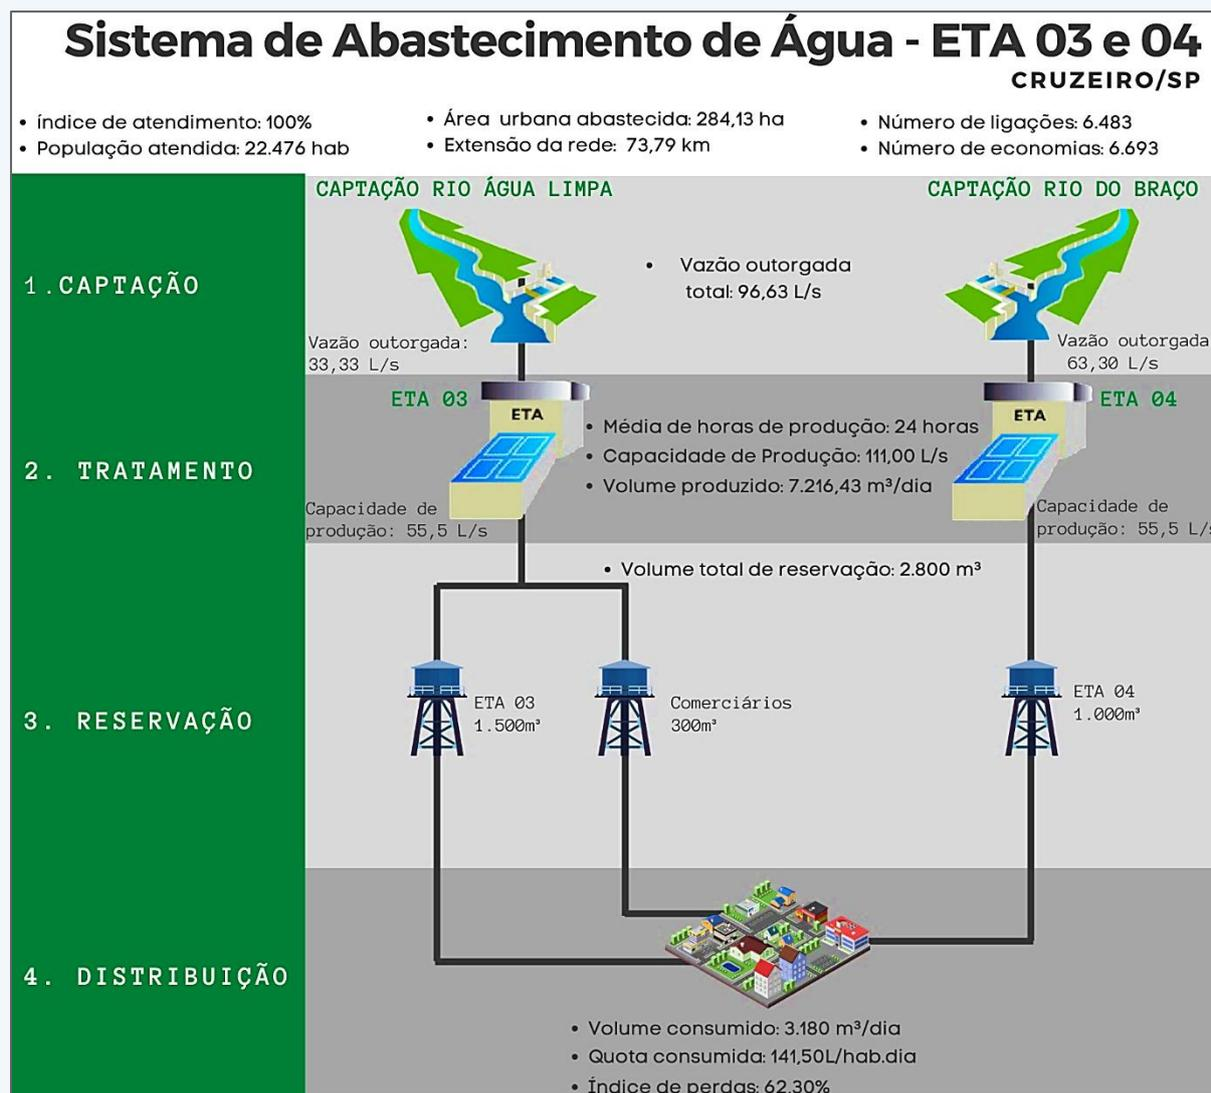 Sistema de Abastecimento de Água - ETA 03 e 04
CRUZEIRO/SP
• índice de atendimento: 100%
• População atendida: 22.476 hab
• Área urbana abastecida: 284,13 ha
• Extensão da rede: 73,79 km
• Número de ligações: 6.483
• Número de economias: 6.693
CAPTAÇÃO RIO ÁGUA LIMPA
CAPTAÇÃO RIO DO BRAÇO
1.CAPTAÇÃO
• Vazão outorgada
total: 96,63 L/s
Vazão outorgada:
33,33 L/s
Vazão outorgada
63,30 L/s
ETA 03
ETA
ETA
ETA 04
2. TRATAMENTO
• Média de horas de produção: 24 horas
• Capacidade de Produção: 111,00 L/s
• Volume produzido: 7.216,43 m³/dia
Capacidade de
produção: 55,5 L/s
Capacidade de
produção: 55,5 L/s
• Volume total de reservação: 2.800 m³
3. RESERVAÇÃO
ETA 03
1.500m³
Comerciários
300m³
ETA 04
1.000m³
4. DISTRIBUIÇÃO
• Volume consumido: 3.180 m³/dia
• Quota consumida: 141,50L/hab.dia
• Índice de perdas: 62,30%